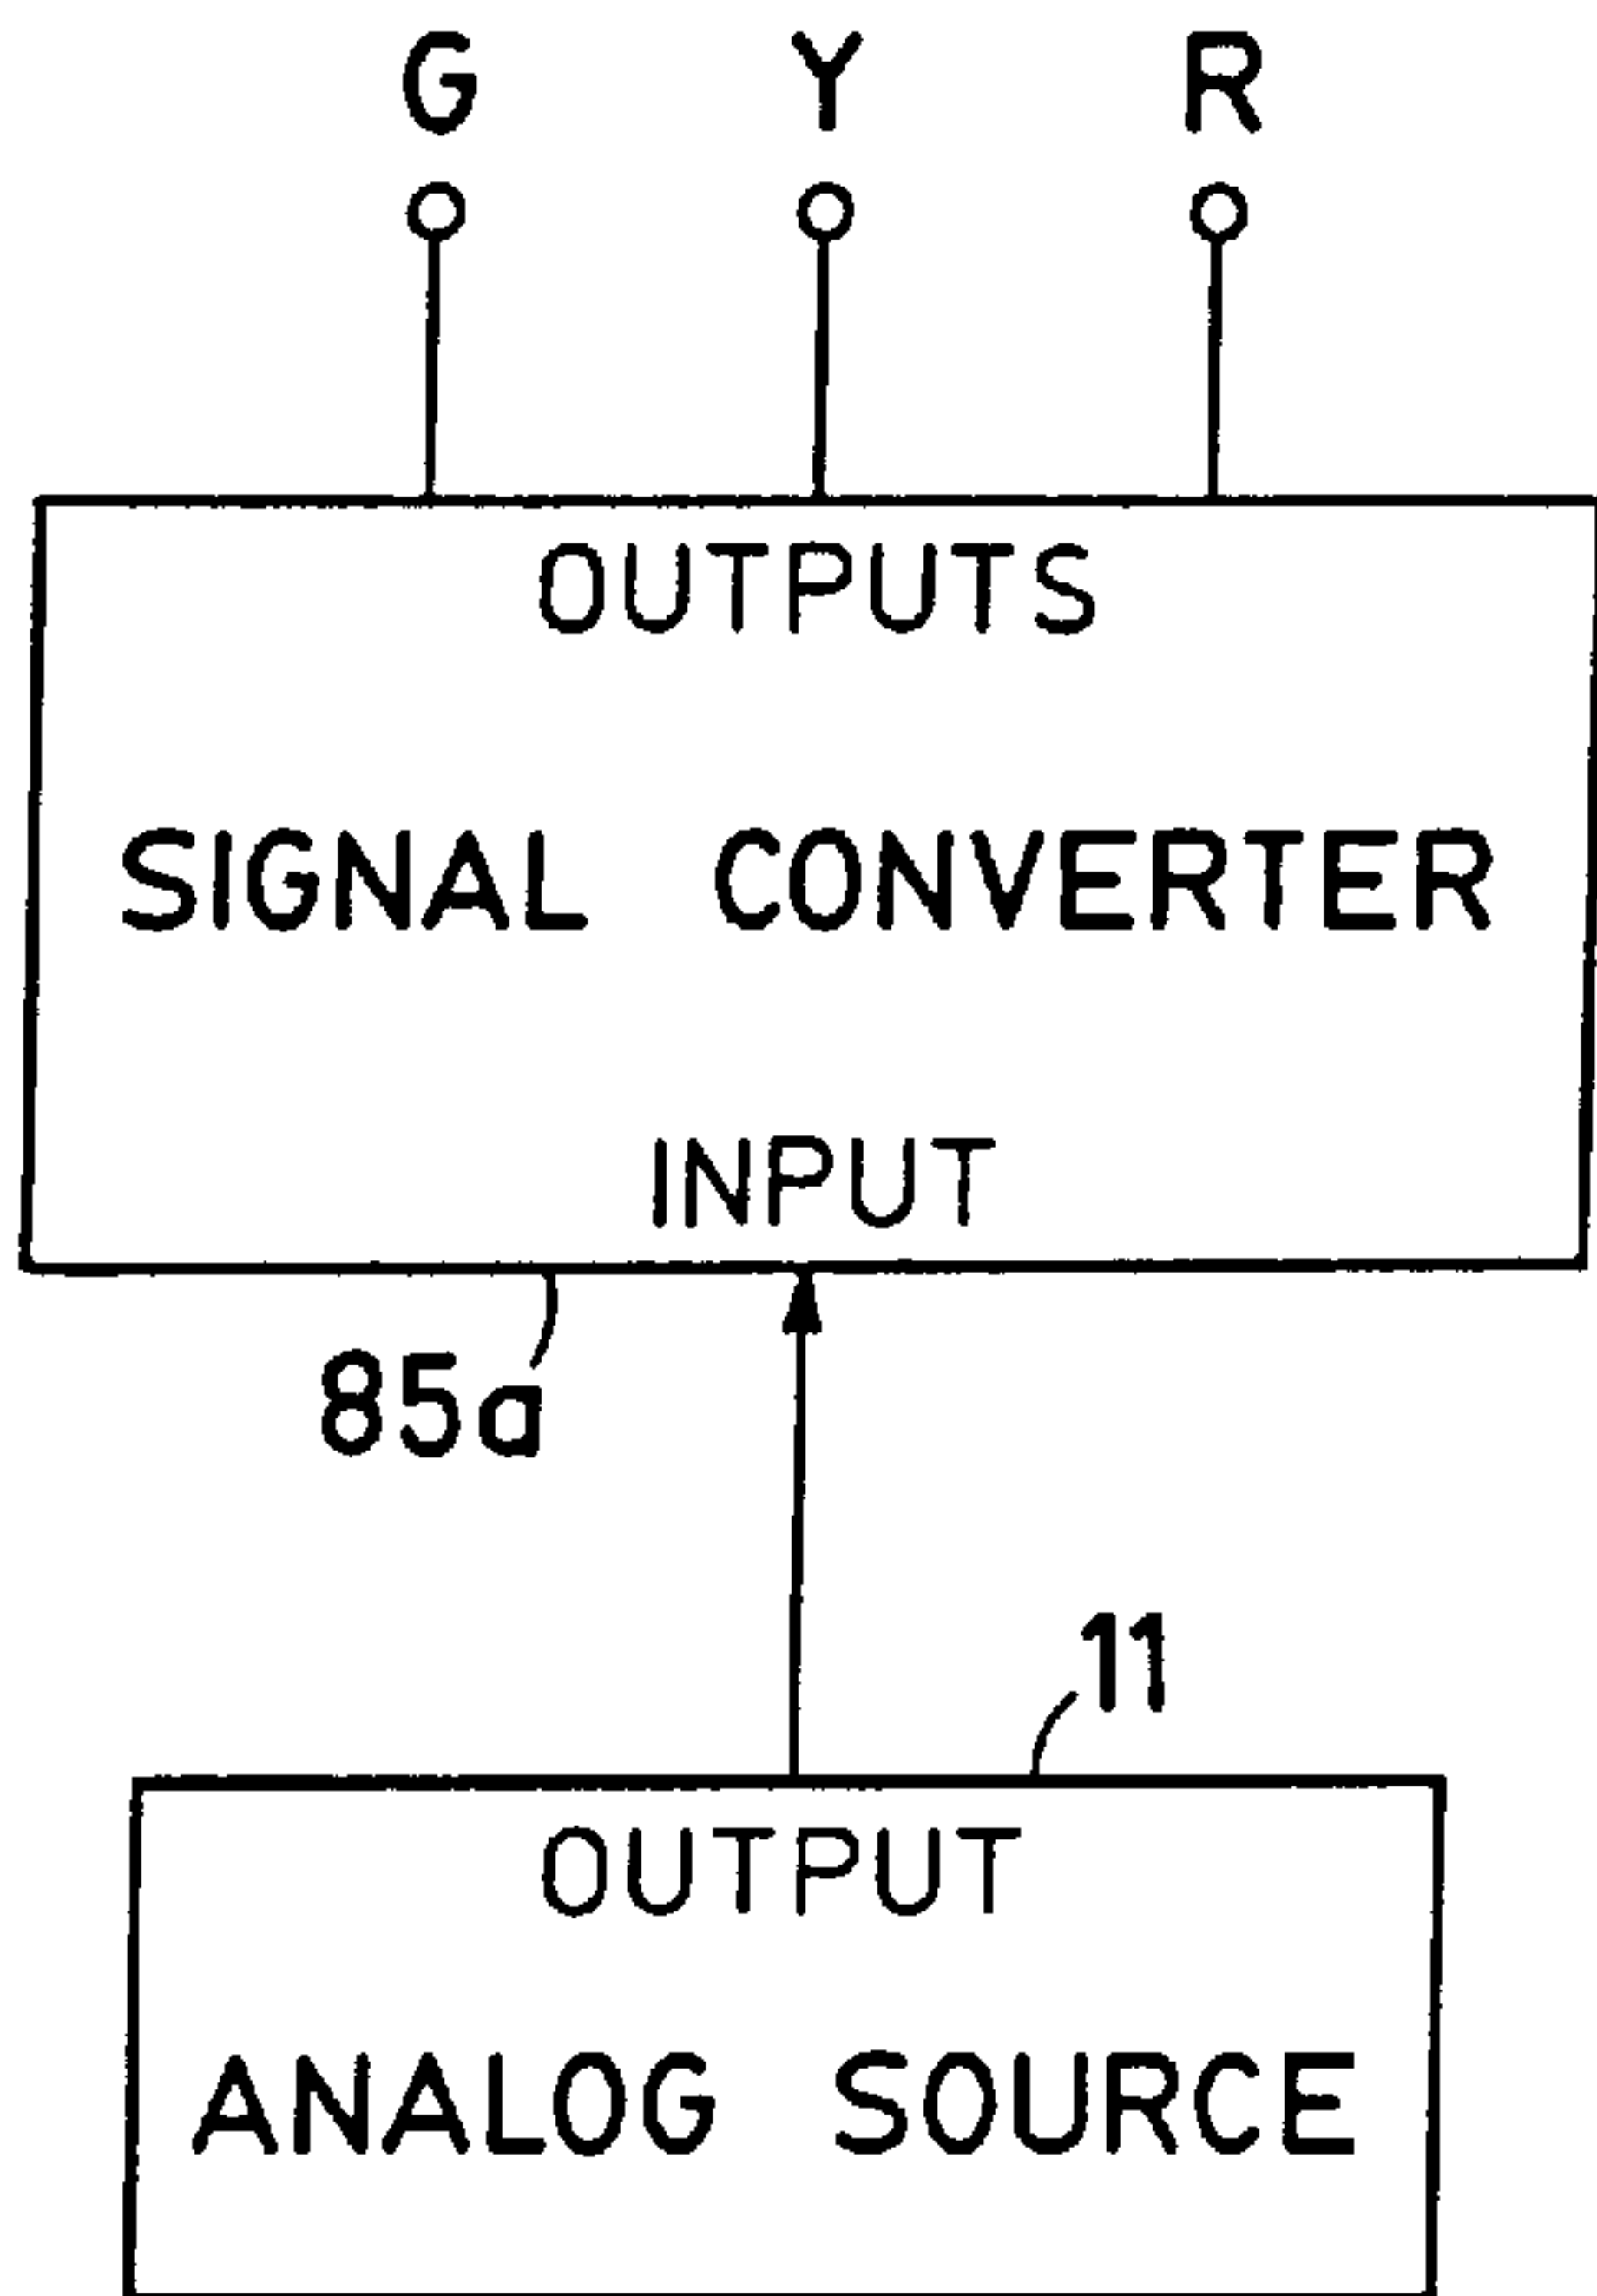 G Y R
OUTPUTS
SIGNAL CONVERTER
INPUT
85a
11
OUTPUT
ANALOG SOURCE